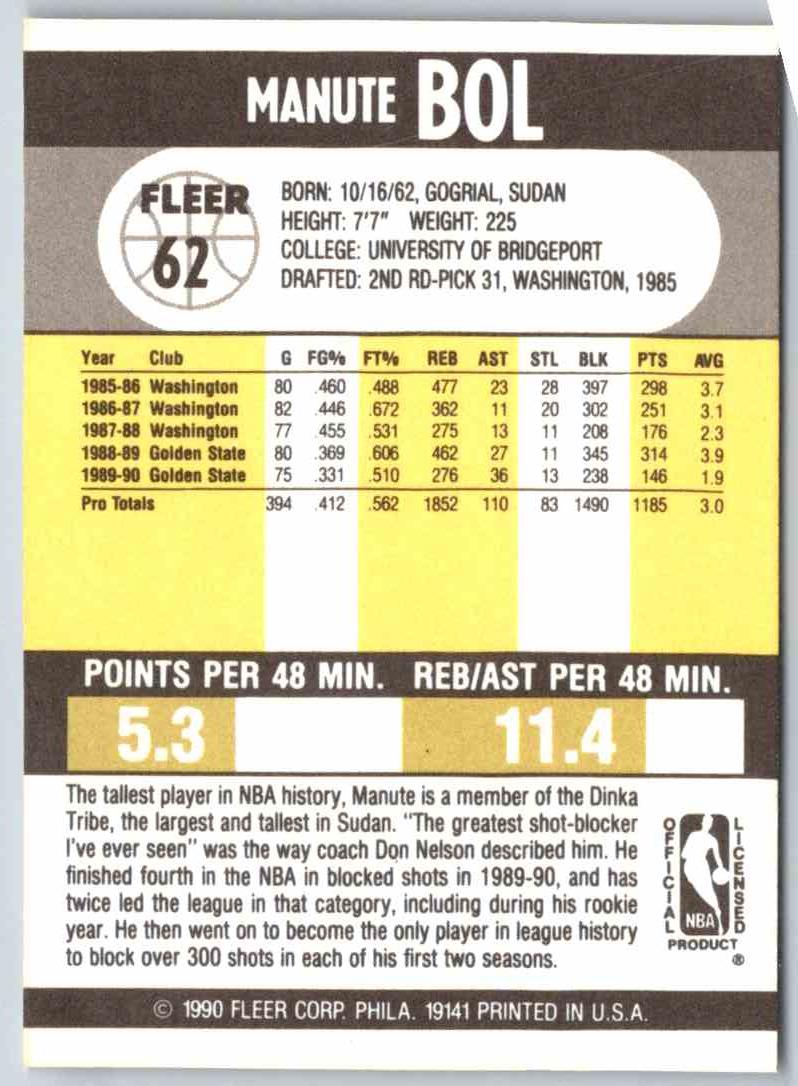 MANUTE BOL
FLEER
62
BORN: 10/16/62, GOGRIAL, SUDAN
HEIGHT: 7'7" WEIGHT: 225
COLLEGE: UNIVERSITY OF BRIDGEPORT
DRAFTED: 2ND RD-PICK 31, WASHINGTON, 1985
Year Club G FG% FT% REB AST STL BLK PTS AVG
1985-86 Washington 80 .460 .488 477 23 28 397 298 3.7
1986-87 Washington 82 .446 .672 362 11 20 302 251 3.1
1987-88 Washington 77 .455 .531 275 13 11 208 176 2.3
1988-89 Golden State 80 .369 .606 462 27 11 345 314 3.9
1989-90 Golden State 75 .331 .510 276 36 13 238 146 1.9
Pro Totals 394 .412 .562 1852 110 83 1490 1185 3.0
POINTS PER 48 MIN. REB/AST PER 48 MIN.
5.3 11.4
The tallest player in NBA history, Manute is a member of the Dinka
Tribe, the largest and tallest in Sudan. "The greatest shot-blocker
I've ever seen" was the way coach Don Nelson described him. He
finished fourth in the NBA in blocked shots in 1989-90, and has
twice led the league in that category, including during his rookie
year. He then went on to become the only player in league history
to block over 300 shots in each of his first two seasons.
OFFICIAL
LICENSED
NBA
PRODUCT
®
© 1990 FLEER CORP. PHILA. 19141 PRINTED IN U.S.A.